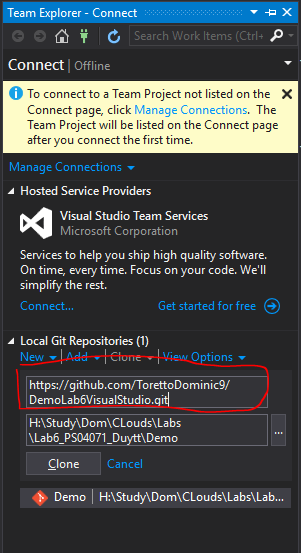 Team Explorer - Connect
Search Work Items (Ctrl+')
Connect | Offline
To connect to a Team Project not listed on the
Connect page, click Manage Connections. The
Team Project will be listed on the Connect page
after you connect the first time.
Manage Connections
Hosted Service Providers
Visual Studio Team Services
Microsoft Corporation
Services to help you ship high quality software.
On time, every time. Focus on your code. We'll
simplify the rest.
Connect...
Get started for free
Local Git Repositories (1)
New | Add | Clone | View Options
https://github.com/TorettoDominic9/
DemoLab6VisualStudio.git
H:\Study\Dom\CLouds\Labs
\Lab6_PS04071_Duytt\Demo
...
Clone Cancel
Demo | H:\Study\Dom\CLouds\Labs\Lab...